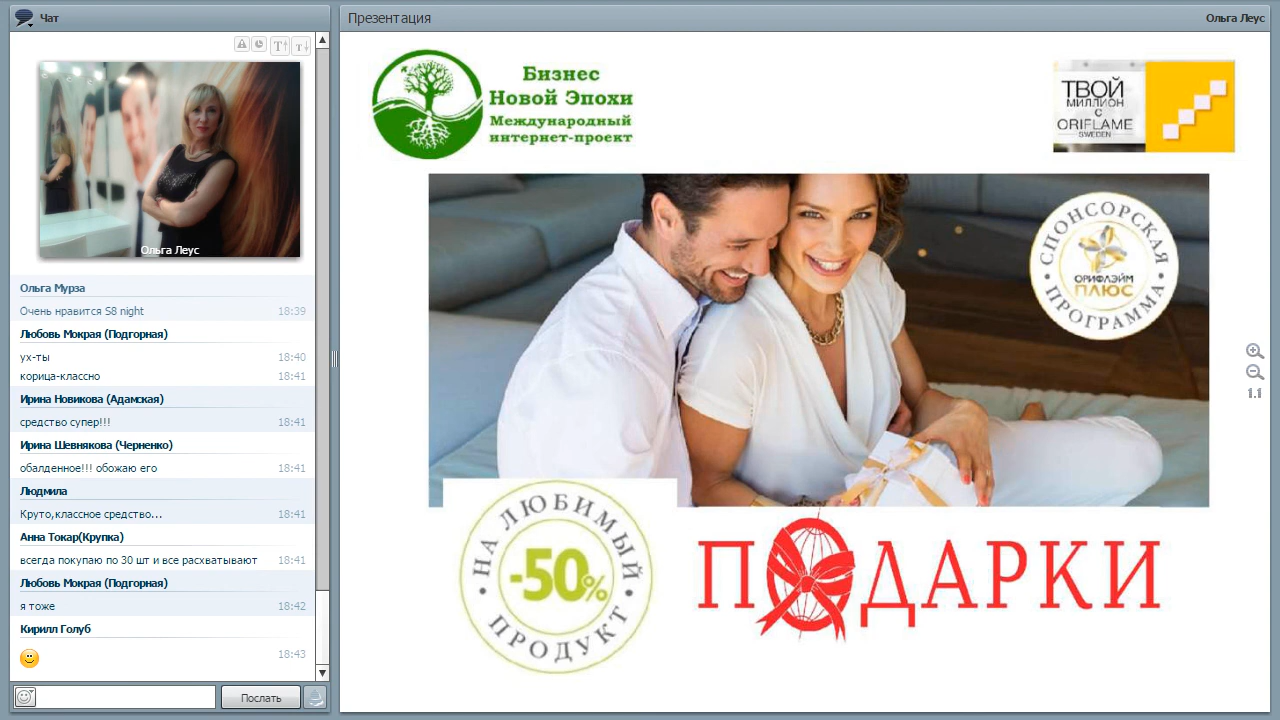 Чат
Ольга Леус
Ольга Мурза
Очень нравится S8 night 18:39
Любовь Мокрая (Подгорная)
ух-ты 18:40
корица-классно 18:41
Ирина Новикова (Адамская)
средство супер!!! 18:41
Ирина Шевнякова (Черненко)
обалденное!!! обожаю его 18:41
Людмила
Круто,классное средство... 18:41
Анна Токар(Крупка)
всегда покупаю по 30 шт и все расхватывают 18:41
Любовь Мокрая (Подгорная)
я тоже 18:42
Кирилл Голуб
18:43
Послать
Презентация
Ольга Леус
Бизнес
Новой Эпохи
Международный
интернет-проект
ТВОЙ
МИЛЛИОН
С
ORIFLAME
SWEDEN
СПОНСОРСКАЯ
ОРИФЛЭЙМ
ПЛЮС
ПРОГРАММА
НА ЛЮБИМЫЙ
-50%
ПРОДУКТ
ПОДАРКИ
1.1